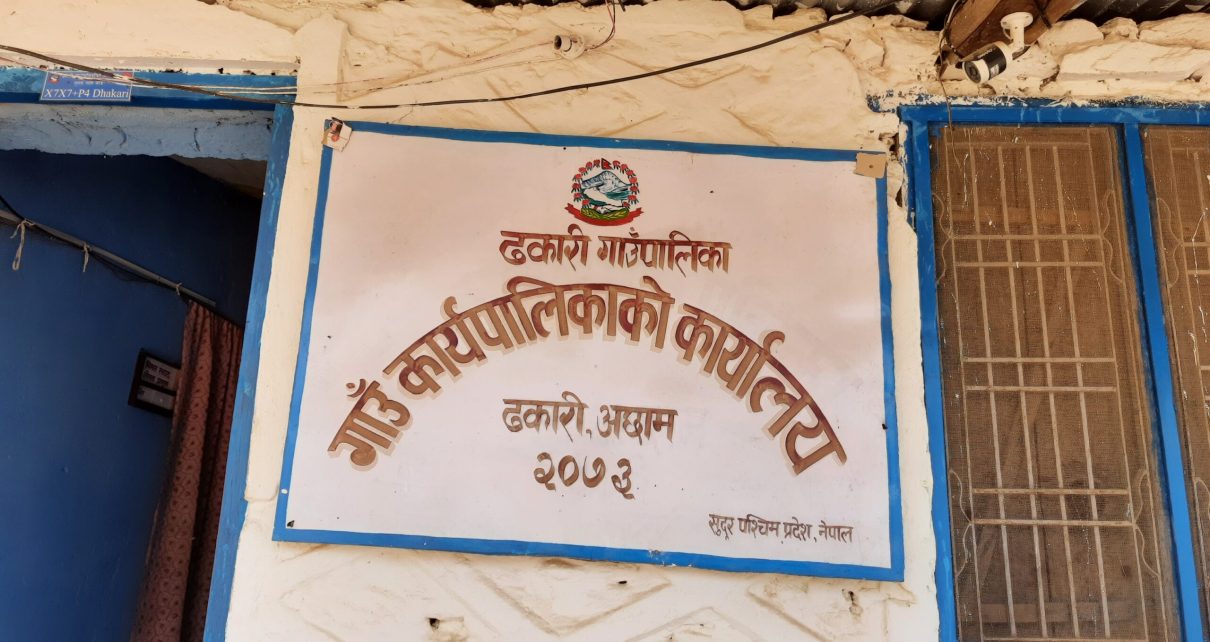 X7X7+P4 Dhakari
ढकारी गाउँपालिका
गाउँ कार्यपालिकाको कार्यालय
ढकारी, अछाम
२०७३
सुदूर पश्चिम प्रदेश, नेपाल